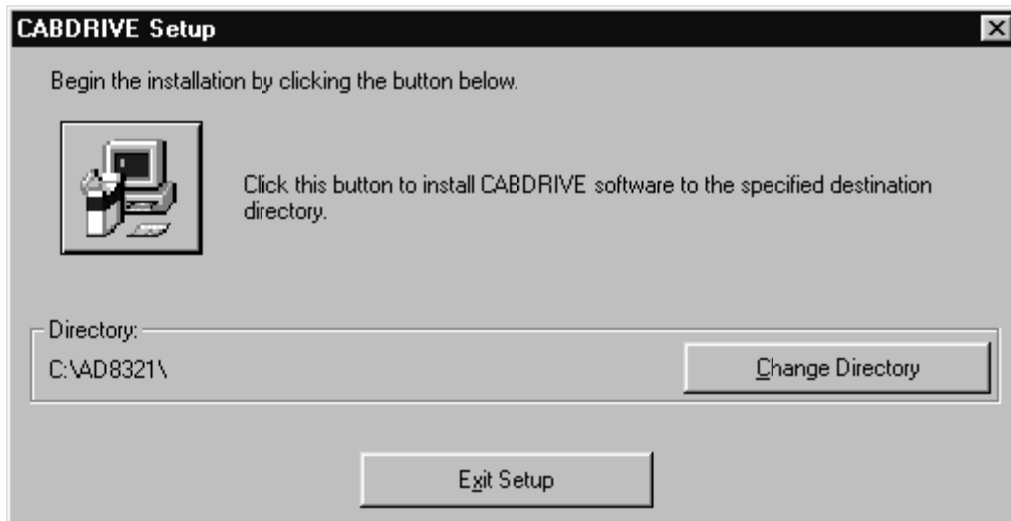 CABDRIVE Setup
Begin the installation by clicking the button below.
Click this button to install CABDRIVE software to the specified destination
directory.
Directory:
C:\AD8321\
Change Directory
Exit Setup